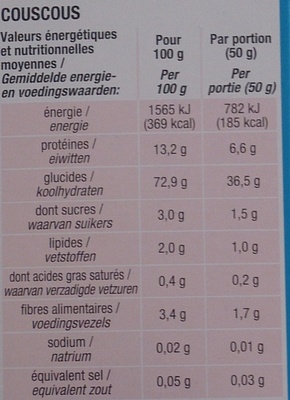 COUSCOUS
Valeurs énergétiques
et nutritionnelles
moyennes /
Gemiddelde energie-
en voedingswaarden:
Pour
100 g
Per
100 g
Par portion
(50 g)
Per
portie (50 g)
énergie /
energie
1565 kJ
(369 kcal)
782 kJ
(185 kcal)
protéines /
eiwitten
13,2 g
6,6 g
glucides /
koolhydraten
72,9 g
36,5 g
dont sucres /
waarvan suikers
3,0 g
1,5 g
lipides /
vetstoffen
2,0 g
1,0 g
dont acides gras saturés /
waarvan verzadigde vetzuren
0,4 g
0,2 g
fibres alimentaires /
voedingsvezels
3,4 g
1,7 g
sodium /
natrium
0,02 g
0,01 g
équivalent sel /
equivalent zout
0,05 g
0,03 g